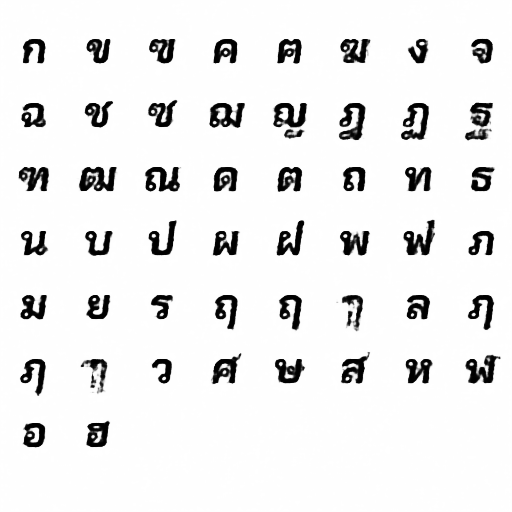 ก ข ฃ ค ฅ ฆ ง จ
ฉ ช ซ ฌ ญ ฎ ฏ ฐ
ฑ ฒ ณ ด ต ถ ท ธ
น บ ป ผ ฝ พ ฟ ภ
ม ย ร ฤ ฤ ล ฦ
ฦ ว ศ ษ ส ห ฬ
อ ฮ